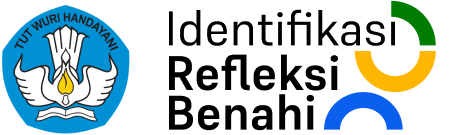 TUT WURI HANDAYANI
Identifikasi
Refleksi
Benahi